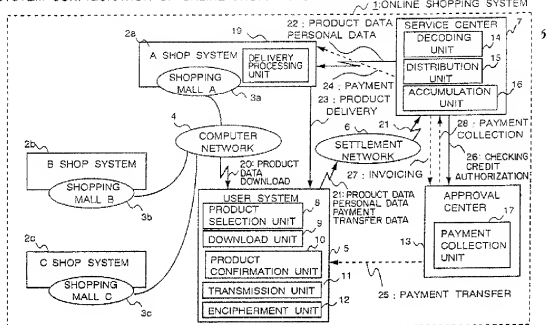 1:ONLINE SHOPPING SYSTEM
22 : PRODUCT DATA
PERSONAL DATA
SERVICE CENTER
7
2a
19
DECODING
UNIT
14
A SHOP SYSTEM
DELIVERY
PROCESSING
UNIT
DISTRIBUTION
UNIT
15
SHOPPING
MALL A
24 : PAYMENT
ACCUMULATION
UNIT
16
3a
23 : PRODUCT
DELIVERY
4
6
21
28 : PAYMENT
COLLECTION
COMPUTER
NETWORK
SETTLEMENT
NETWORK
2b
20: PRODUCT
DATA
DOWNLOAD
27 : INVOICING
26: CHECKING
CREDIT
AUTHORIZATION
B SHOP SYSTEM
SHOPPING
MALL B
3b
USER SYSTEM
21:PRODUCT DATA
PERSONAL DATA
PAYMENT
TRANSFER DATA
APPROVAL
CENTER
PRODUCT
SELECTION UNIT
8
17
2c
DOWNLOAD UNIT
9
10
5
13
PAYMENT
COLLECTION
UNIT
C SHOP SYSTEM
PRODUCT
CONFIRMATION UNIT
SHOPPING
MALL C
11
TRANSMISSION UNIT
3c
12
ENCIPHERMENT UNIT
25 : PAYMENT TRANSFER